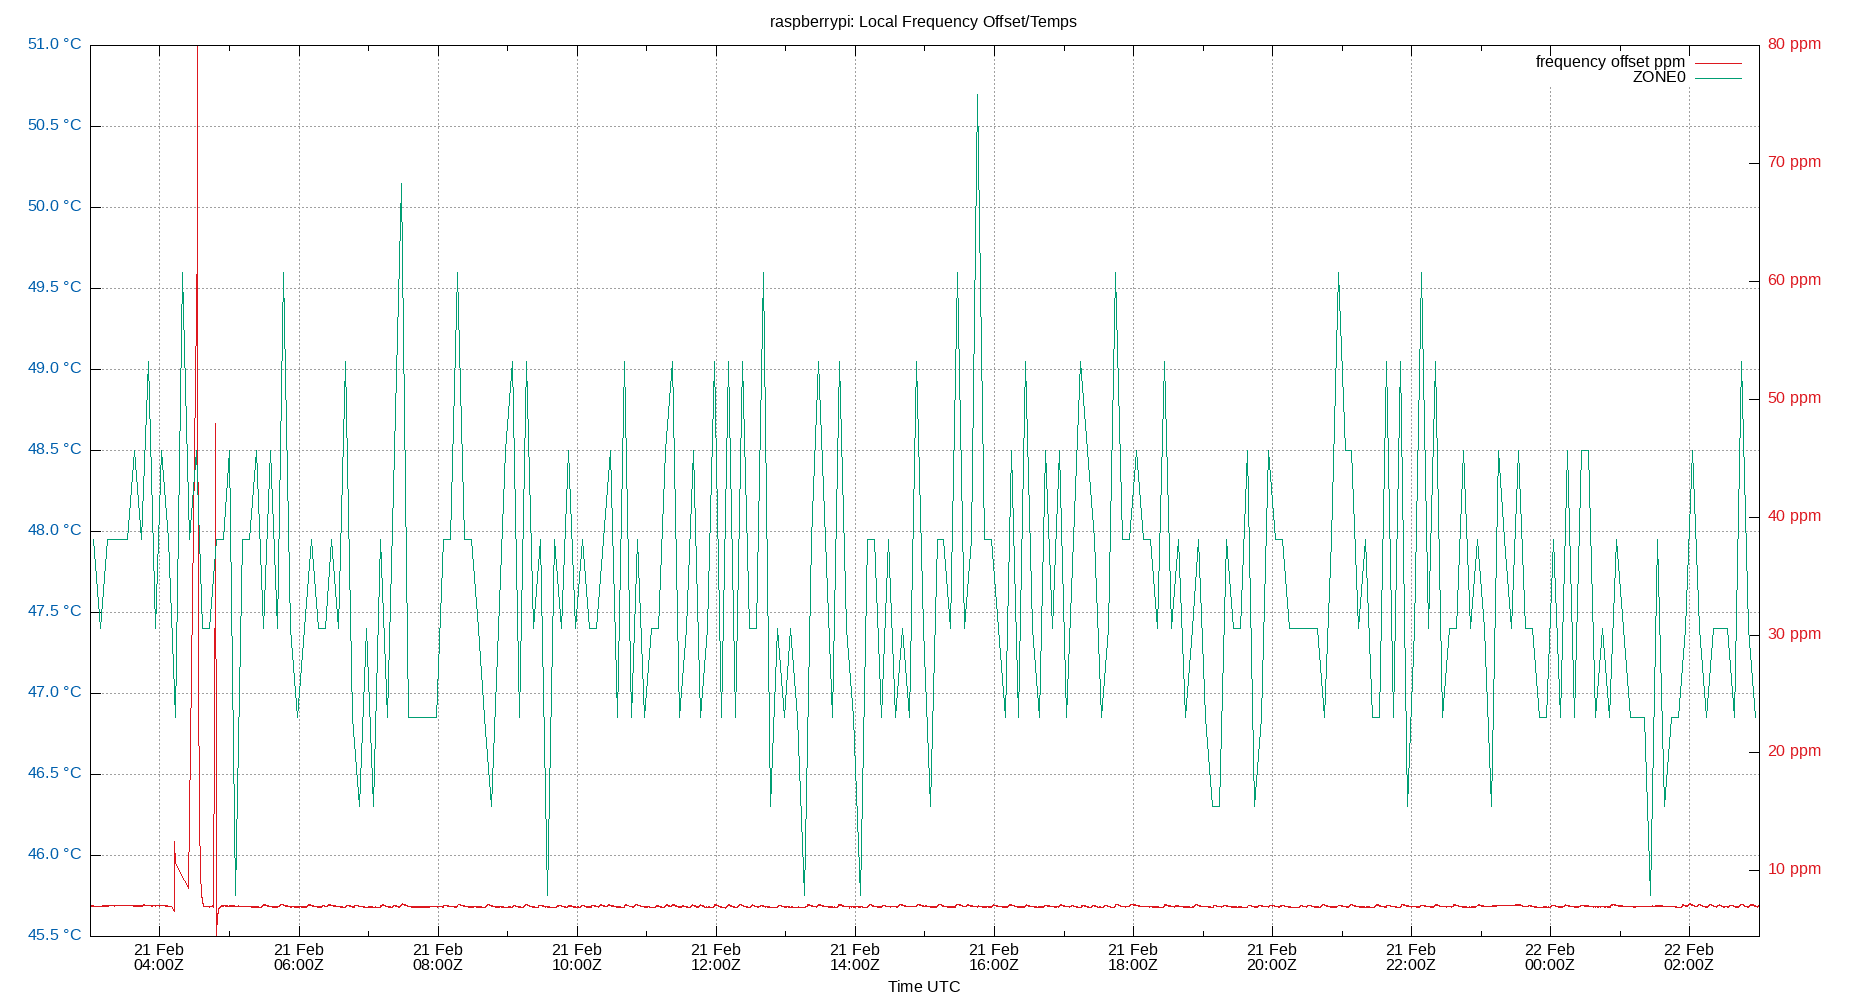 raspberrypi: Local Frequency Offset/Temps
51.0 °C
50.5 °C
50.0 °C
49.5 °C
49.0 °C
48.5 °C
48.0 °C
47.5 °C
47.0 °C
46.5 °C
46.0 °C
45.5 °C
frequency offset ppm
ZONE0
80 ppm
70 ppm
60 ppm
50 ppm
40 ppm
30 ppm
20 ppm
10 ppm
21 Feb 21 Feb 21 Feb 21 Feb 21 Feb 21 Feb 21 Feb 21 Feb 21 Feb 21 Feb 22 Feb 22 Feb
04:00Z 06:00Z 08:00Z 10:00Z 12:00Z 14:00Z 16:00Z 18:00Z 20:00Z 22:00Z 00:00Z 02:00Z
Time UTC